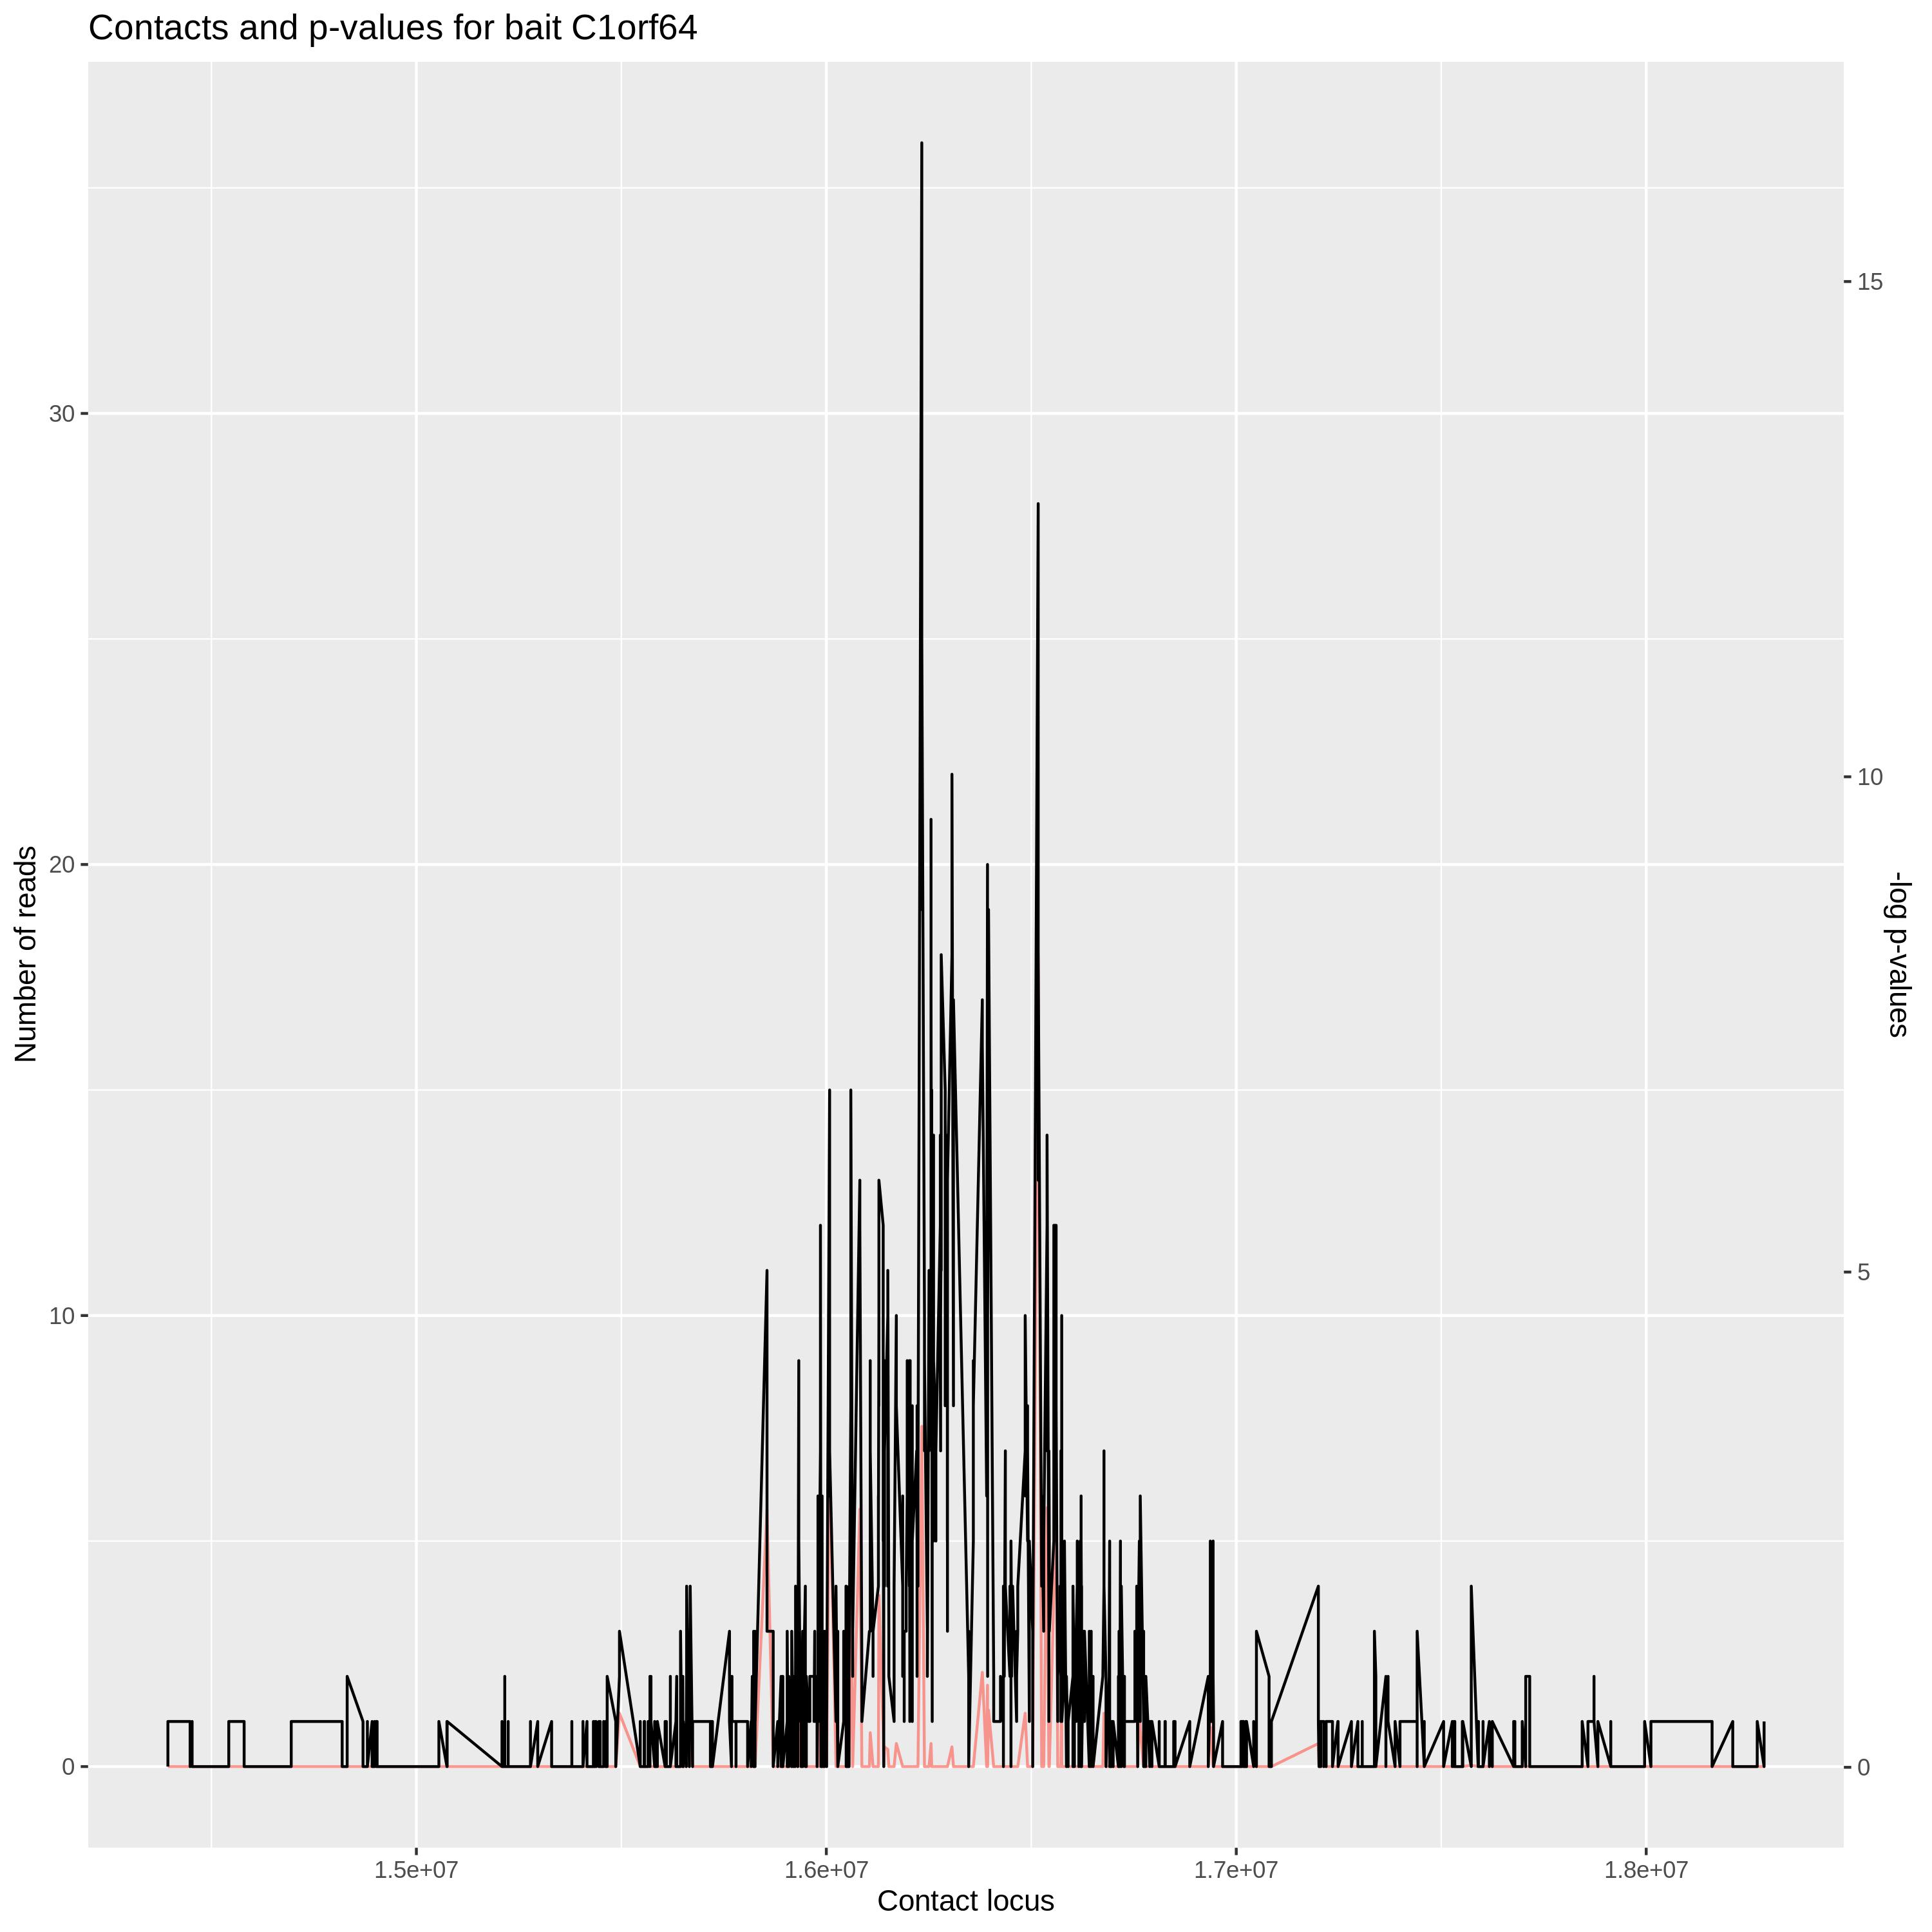 Contacts and p-values for bait C1orf64
Number of reads
30
20
10
0
15
10
5
0
-log p-values
1.5e+07
1.6e+07
1.7e+07
1.8e+07
Contact locus